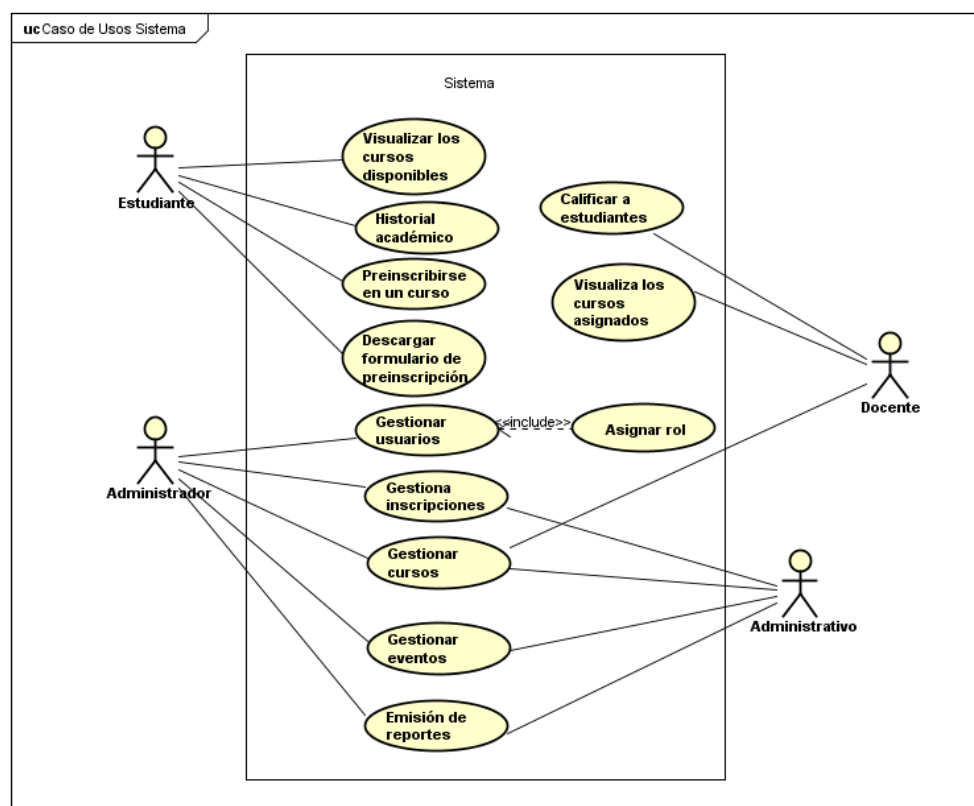 uc Caso de Usos Sistema
Sistema
Visualizar los
cursos
disponibles
Estudiante
Calificar a
estudiantes
Historial
académico
Preinscribirse
en un curso
Visualiza los
cursos
asignados
Descargar
formulario de
preinscripción
Docente
Gestionar
usuarios
<<include>>
Asignar rol
Administrador
Gestiona
inscripciones
Gestionar
cursos
Administrativo
Gestionar
eventos
Emisión de
reportes